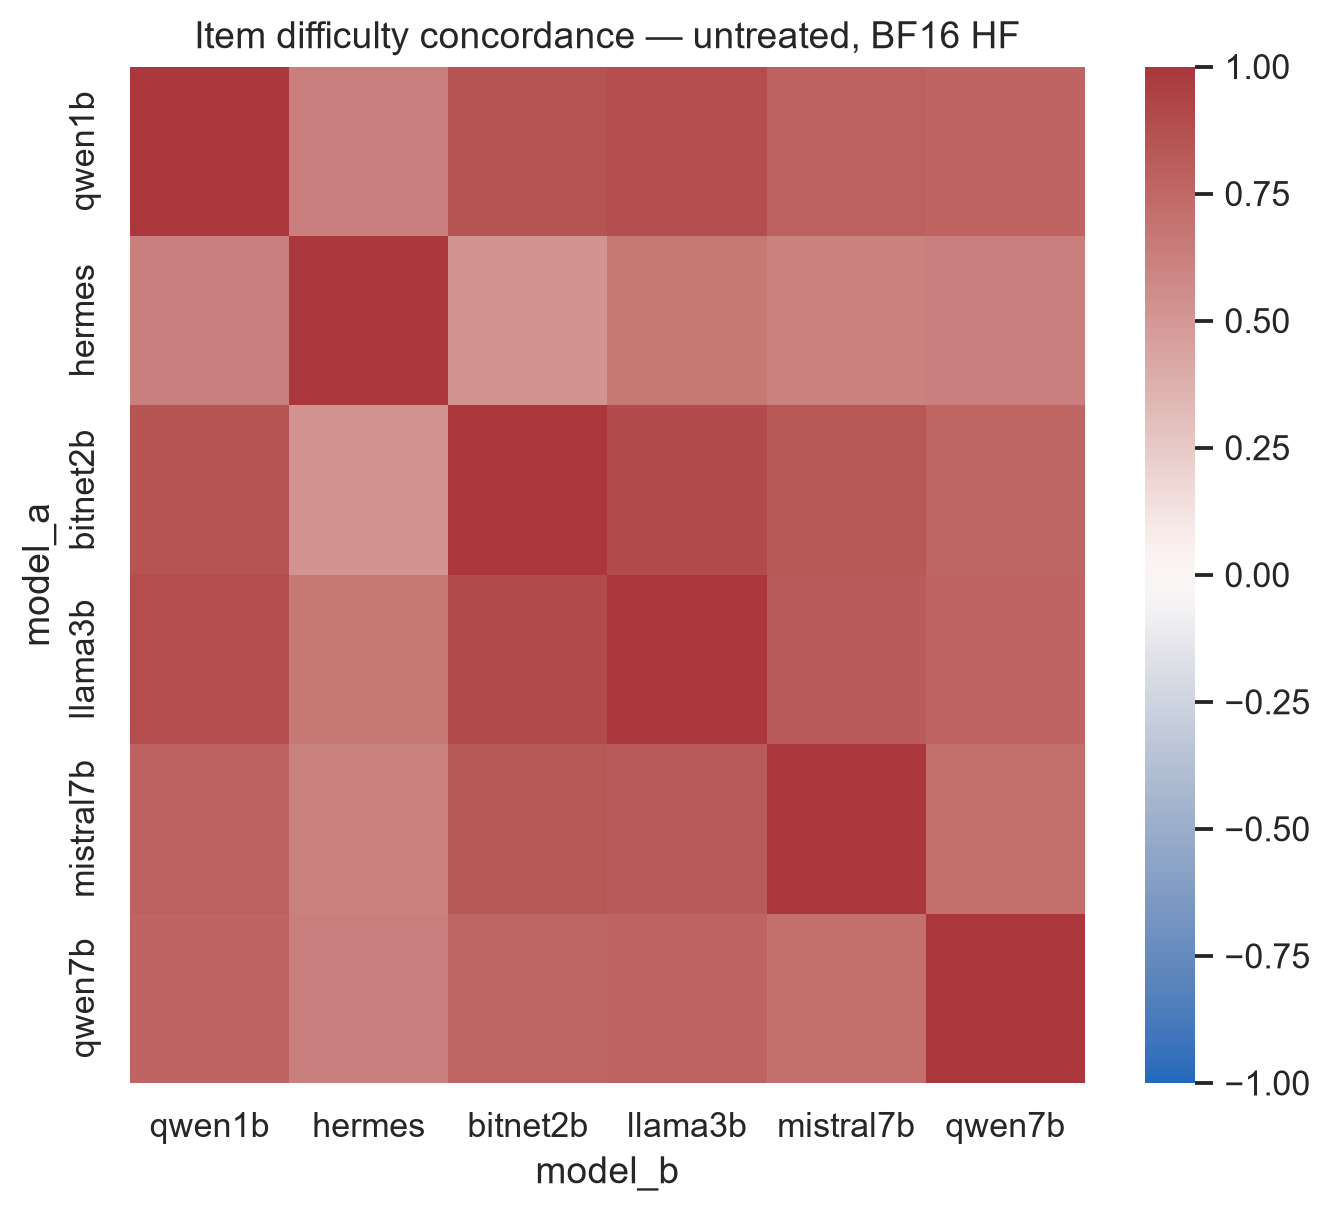 Item difficulty concordance — untreated, BF16 HF
model_a
qwen1b
hermes
bitnet2b
llama3b
mistral7b
qwen7b
qwen1b hermes bitnet2b llama3b mistral7b qwen7b
model_b
1.00
0.75
0.50
0.25
0.00
−0.25
−0.50
−0.75
−1.00